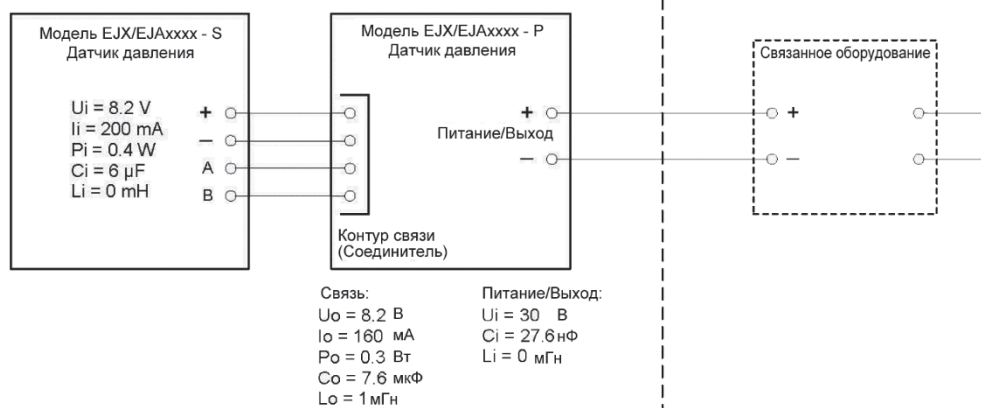 Модель EJX/EJAxxxx - S
Датчик давления
Ui = 8.2 V
Ii = 200 mA
Pi = 0.4 W
Ci = 6 µF
Li = 0 mH
+
−
A
B
Модель EJX/EJAxxxx - P
Датчик давления
+
Питание/Выход
−
Контур связи
(Соединитель)
Связь:
Uo = 8.2 В
Io = 160 мА
Po = 0.3 Вт
Co = 7.6 мкФ
Lo = 1 мГн
Питание/Выход:
Ui = 30 В
Ci = 27.6 нФ
Li = 0 мГн
Связанное оборудование
+
−